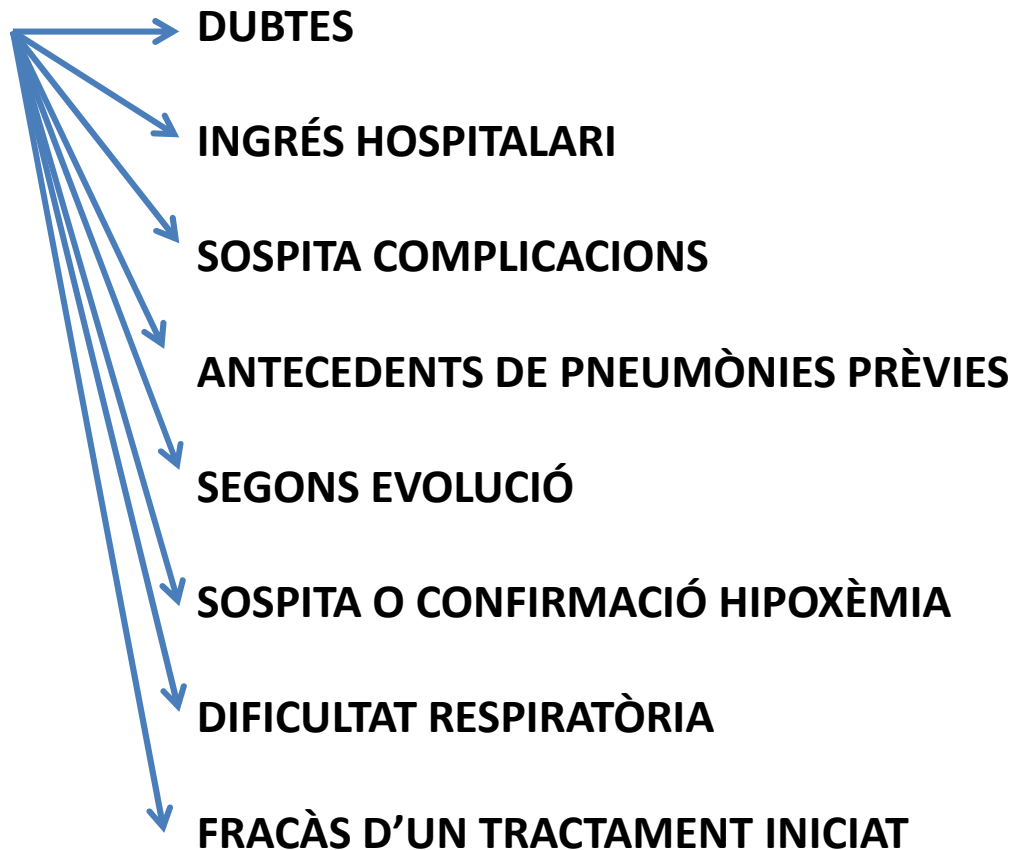 DUBTES
INGRÉS HOSPITALARI
SOSPITA COMPLICACIONS
ANTECEDENTS DE PNEUMÒNIES PRÈVIES
SEGONS EVOLUCIÓ
SOSPITA O CONFIRMACIÓ HIPOXÈMIA
DIFICULTAT RESPIRATÒRIA
FRACÀS D’UN TRACTAMENT INICIAT